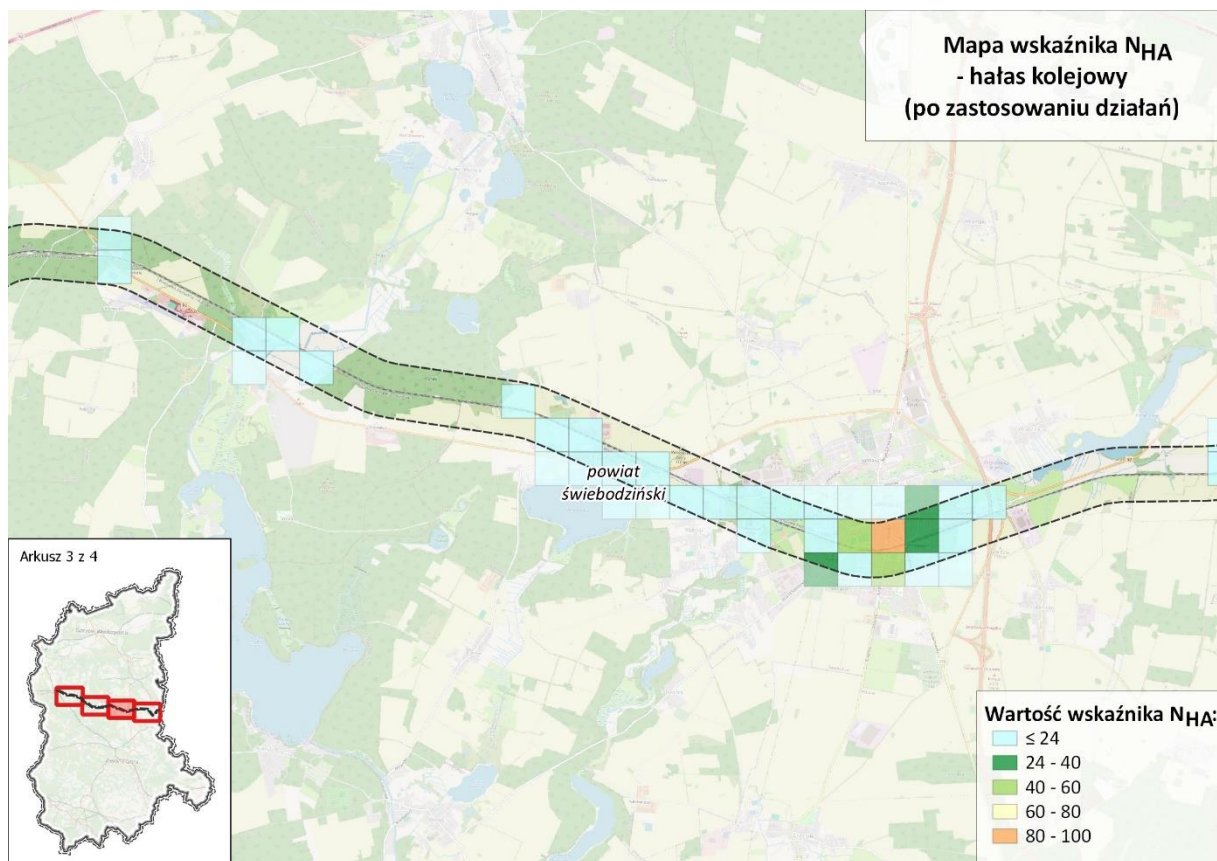 Mapa wskaźnika NHA
- hałas kolejowy
(po zastosowaniu działań)
powiat
świebodziński
Arkusz 3 z 4
Wartość wskaźnika NHA:
≤ 24
24 - 40
40 - 60
60 - 80
80 - 100